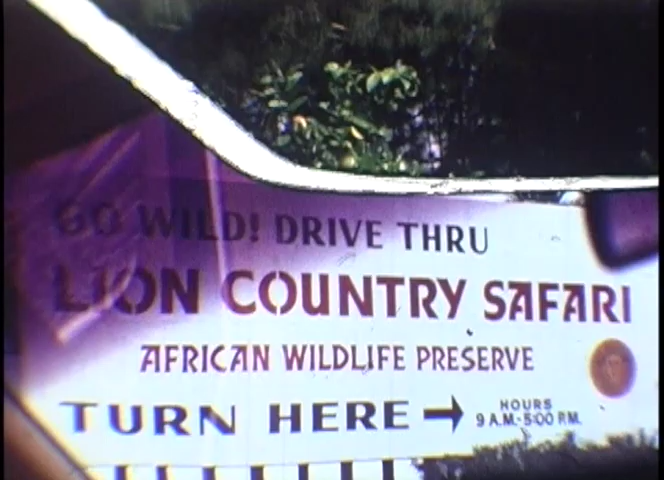 GO WILD! DRIVE THRU
LION COUNTRY SAFARI
AFRICAN WILDLIFE PRESERVE
TURN HERE →
HOURS
9 A.M.-5:00 P.M.